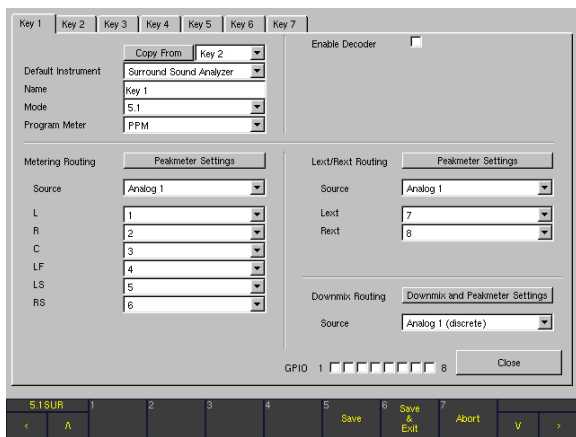 Key 1 Key 2 Key 3 Key 4 Key 5 Key 6 Key 7
Copy From Key 2
Default Instrument Surround Sound Analyzer
Name Key 1
Mode 5.1
Program Meter PPM
Enable Decoder
Metering Routing Peakmeter Settings
Source Analog 1
L 1
R 2
C 3
LF 4
LS 5
RS 6
Lext/Rext Routing Peakmeter Settings
Source Analog 1
Lext 7
Rext 8
Downmix Routing Downmix and Peakmeter Settings
Source Analog 1 (discrete)
GPIO 1 8
Close
5.1SUR 1 2 3 4 5 6 7
< Λ Save Save & Exit Abort V >